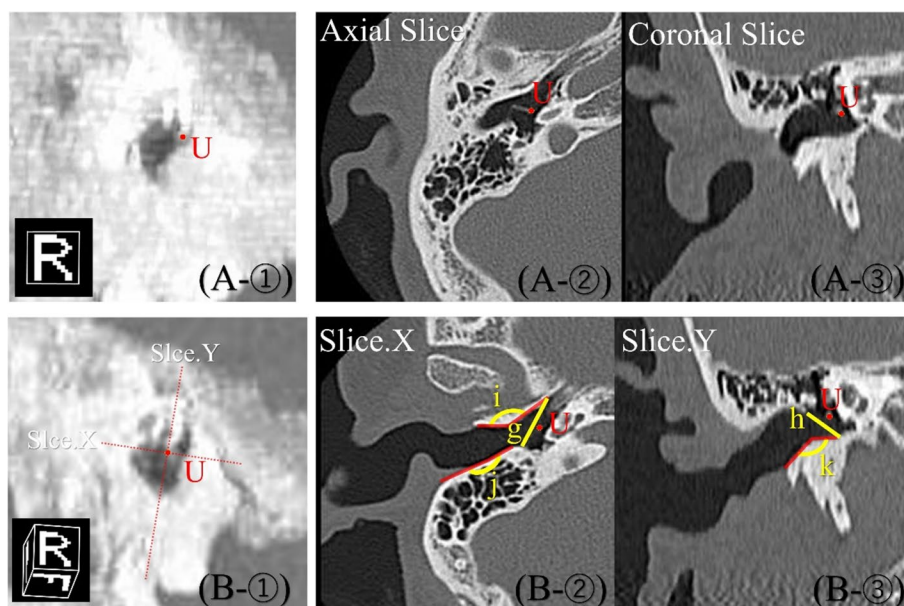 U
R
(A-①)
Axial Slice
U
(A-②)
Coronal Slice
U
(A-③)
Slce.Y
Slce.X
U
R
F
(B-①)
Slice.X
i
g
U
j
(B-②)
Slice.Y
U
h
k
(B-③)